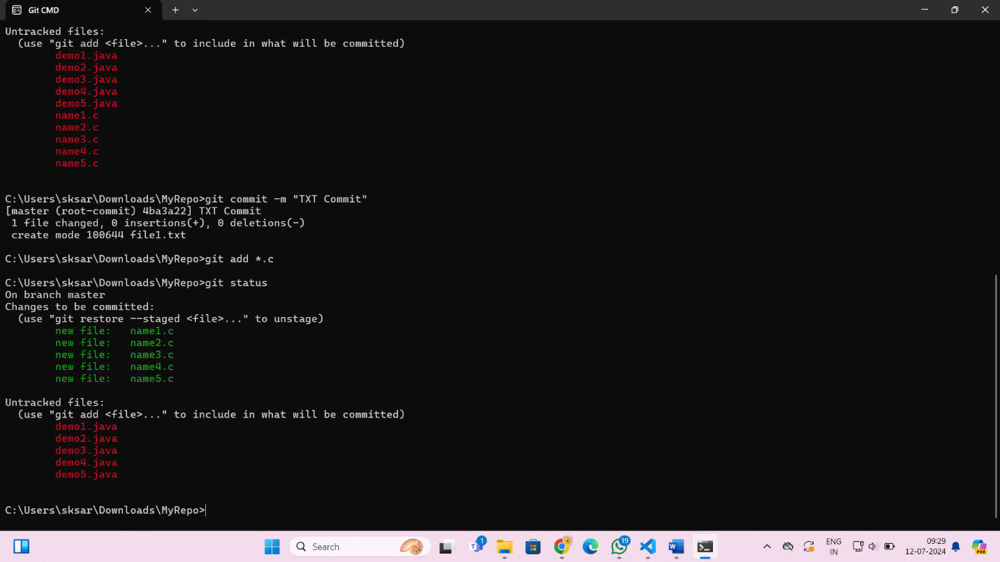 Git CMD
Untracked files:
  (use "git add <file>..." to include in what will be committed)
        demo1.java
        demo2.java
        demo3.java
        demo4.java
        demo5.java
        name1.c
        name2.c
        name3.c
        name4.c
        name5.c
C:\Users\sksar\Downloads\MyRepo>git commit -m "TXT Commit"
[master (root-commit) 4ba3a22] TXT Commit
 1 file changed, 0 insertions(+), 0 deletions(-)
 create mode 100644 file1.txt
C:\Users\sksar\Downloads\MyRepo>git add *.c
C:\Users\sksar\Downloads\MyRepo>git status
On branch master
Changes to be committed:
  (use "git restore --staged <file>..." to unstage)
        new file:   name1.c
        new file:   name2.c
        new file:   name3.c
        new file:   name4.c
        new file:   name5.c
Untracked files:
  (use "git add <file>..." to include in what will be committed)
        demo1.java
        demo2.java
        demo3.java
        demo4.java
        demo5.java
C:\Users\sksar\Downloads\MyRepo>
Search
1
19
ENG
IN
09:29
12-07-2024
PRE